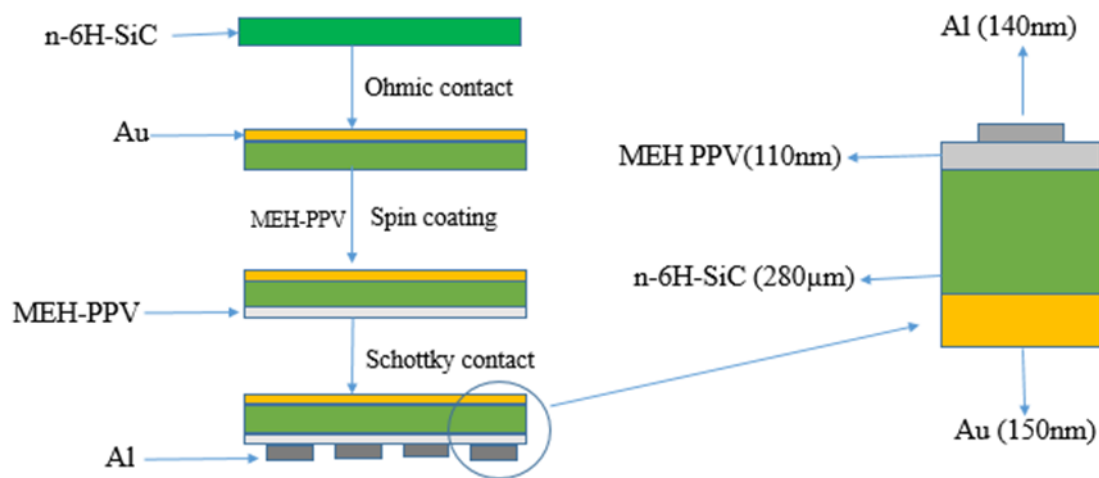 n-6H-SiC
Ohmic contact
Au
MEH-PPV
Spin coating
MEH-PPV
Schottky contact
Al
Al (140nm)
MEH PPV(110nm)
n-6H-SiC (280μm)
Au (150nm)